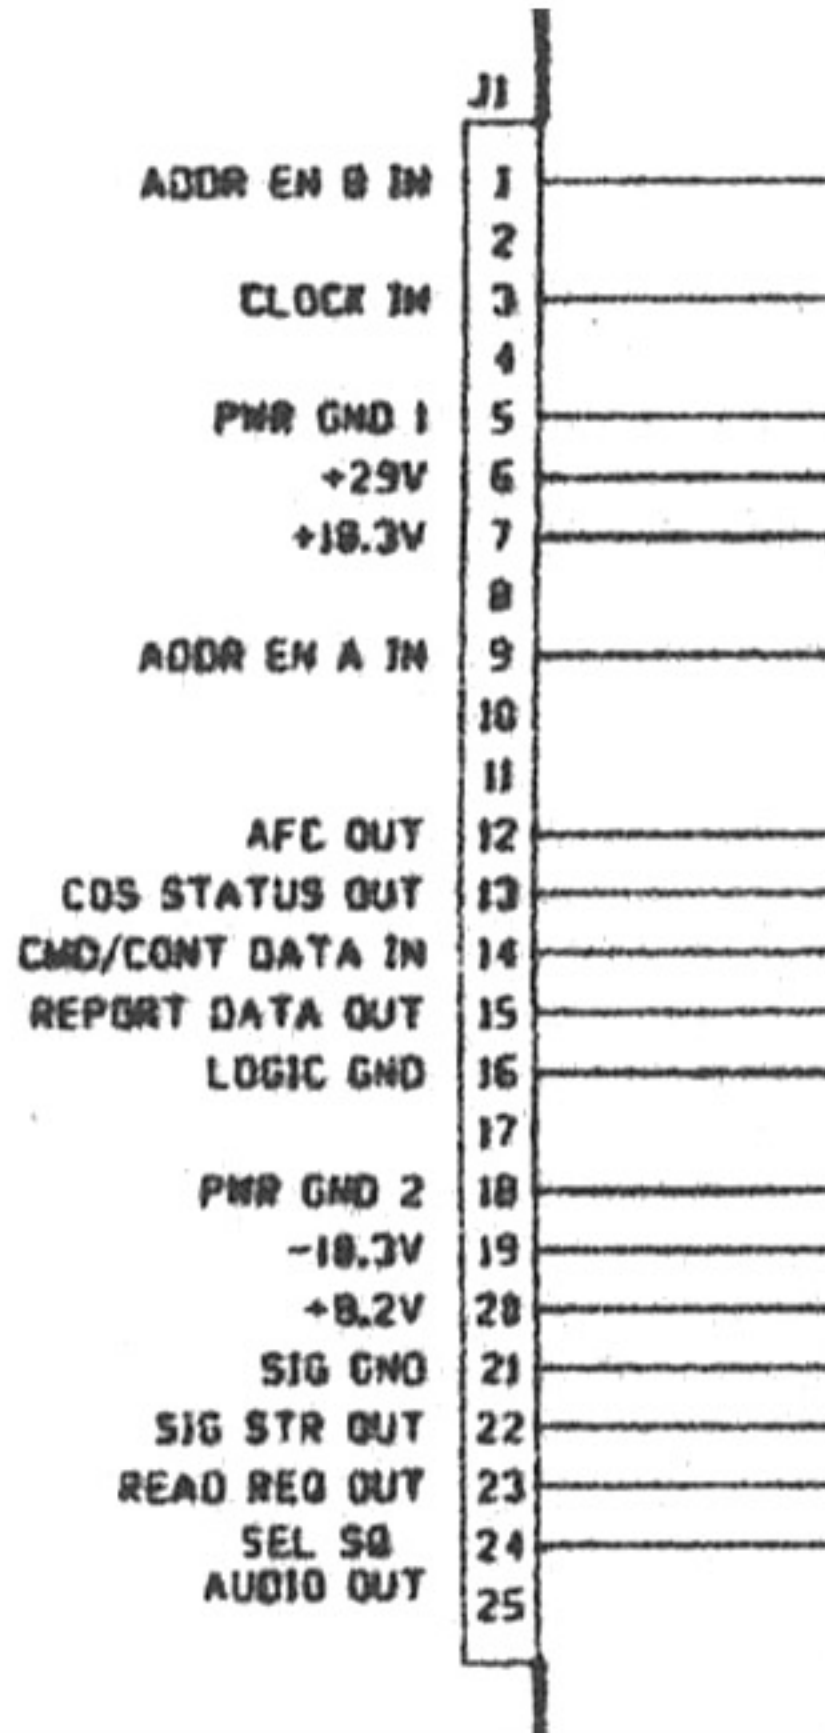 J1
ADDR EN B IN 1
2
CLOCK IN 3
4
PWR GND 1 5
+29V 6
+18.3V 7
8
ADDR EN A IN 9
10
11
AFC OUT 12
COS STATUS OUT 13
CMD/CONT DATA IN 14
REPORT DATA OUT 15
LOGIC GND 16
17
PWR GND 2 18
-18.3V 19
+8.2V 20
SIG GND 21
SIG STR OUT 22
READ REQ OUT 23
SEL SQ 24
AUDIO OUT
25